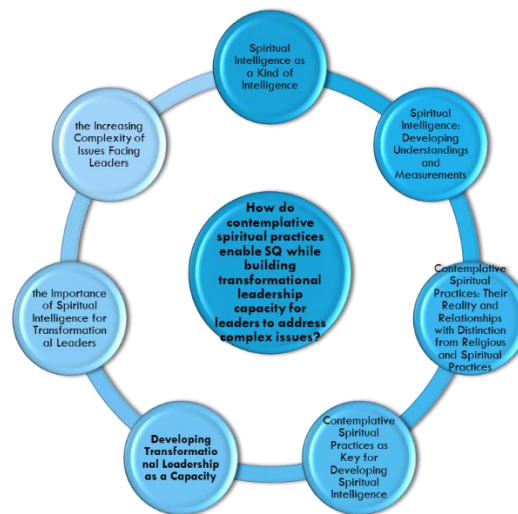 Spiritual
Intelligence as
a Kind of
Intelligence
Spiritual
Intelligence:
Developing
Understandings
and
Measurements
Contemplative
Spiritual
Practices: Their
Reality and
Relationships
with Distinction
from Religious
and Spiritual
Practices
Contemplative
Spiritual
Practices as
Key for
Developing
Spiritual
Intelligence
Developing
Transformatio
nal Leadership
as a Capacity
the Importance
of Spiritual
Intelligence for
Transformation
al Leaders
the Increasing
Complexity of
Issues Facing
Leaders
How do
contemplative
spiritual practices
enable SQ while
building
transformational
leadership
capacity for
leaders to address
complex issues?